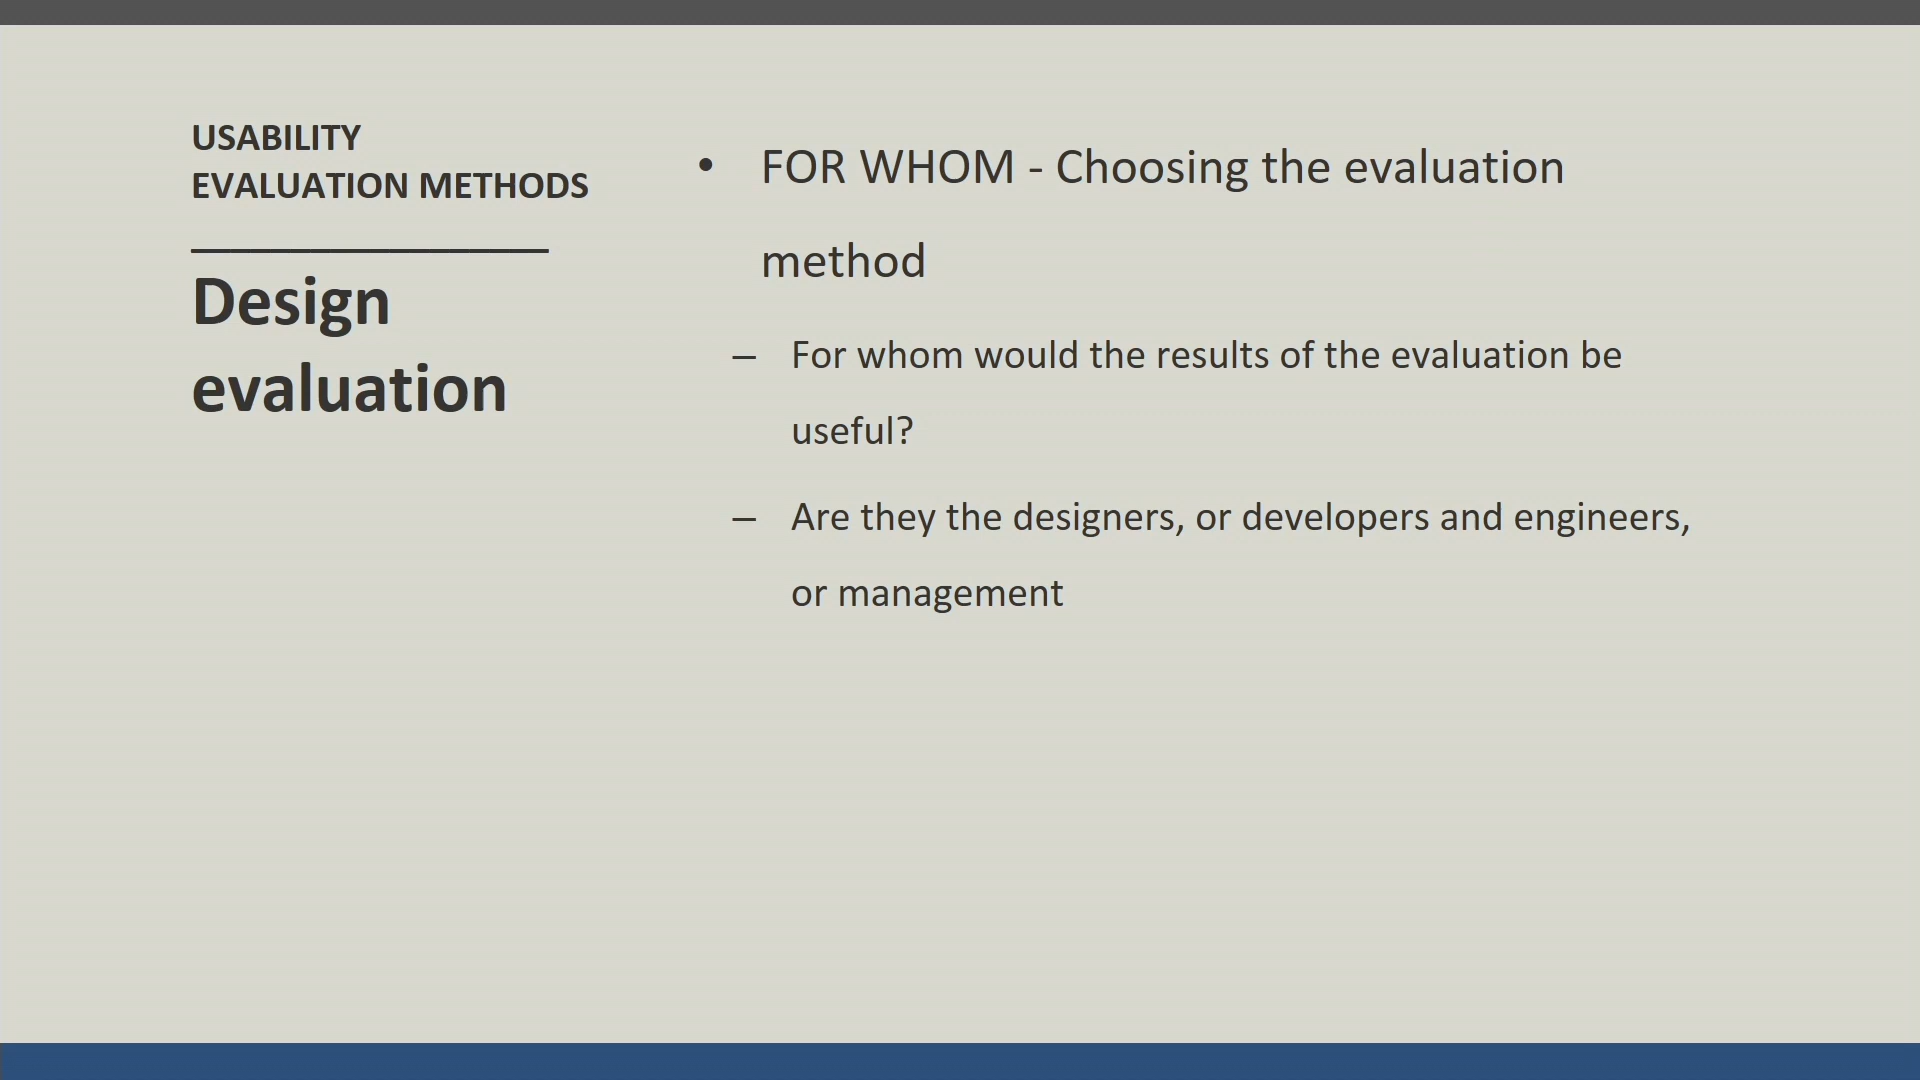 USABILITY
EVALUATION METHODS
Design
evaluation
• FOR WHOM - Choosing the evaluation
method
– For whom would the results of the evaluation be
useful?
– Are they the designers, or developers and engineers,
or management